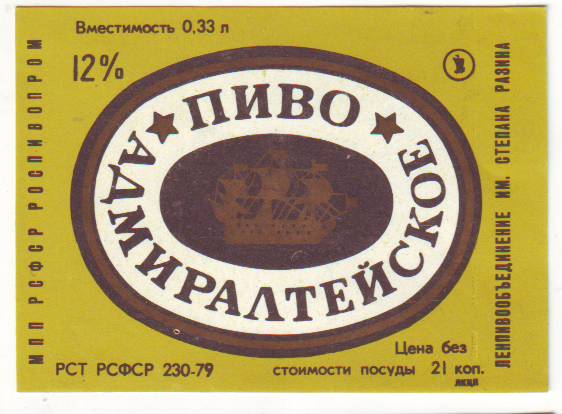 Вместимость 0,33 л
12%
ПИВО
АДМИРАЛТЕЙСКОЕ
МПП РСФСР РОСПИВОПРОМ
ЛЕНПИВООБЪЕДИНЕНИЕ ИМ. СТЕПАНА РАЗИНА
Цена без
РСТ РСФСР 230-79
стоимости посуды 21 коп.